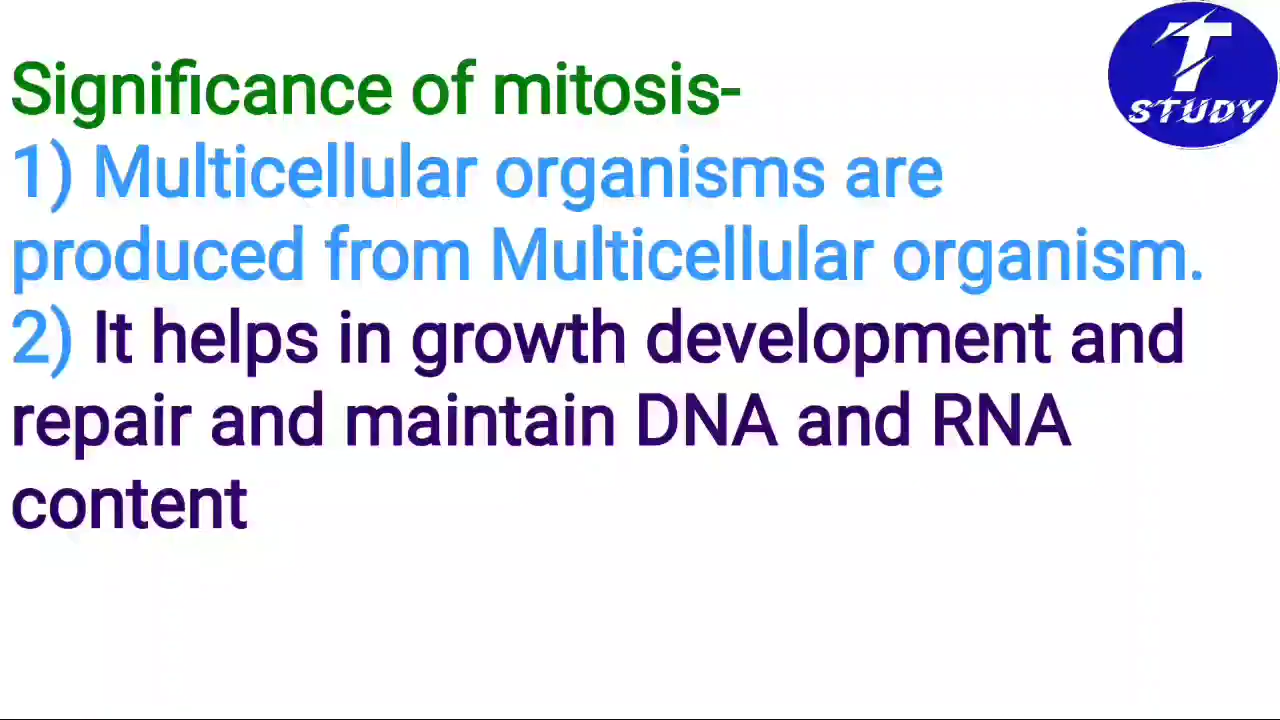 Significance of mitosis-
1) Multicellular organisms are
produced from Multicellular organism.
2) It helps in growth development and
repair and maintain DNA and RNA
content
T
STUDY